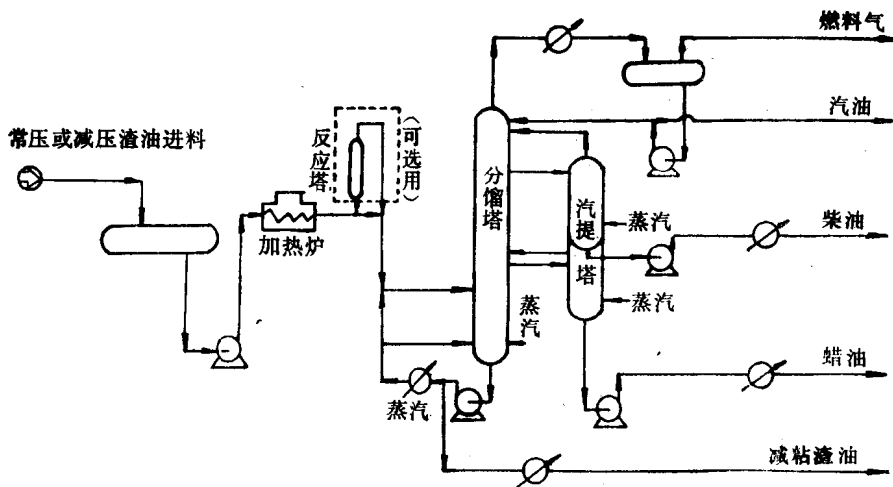 燃料气
汽油
常压或减压渣油进料
反应塔
（可选用）
加热炉
分馏塔
汽提
塔
蒸汽
柴油
蒸汽
蒸汽
蜡油
蒸汽
减粘渣油